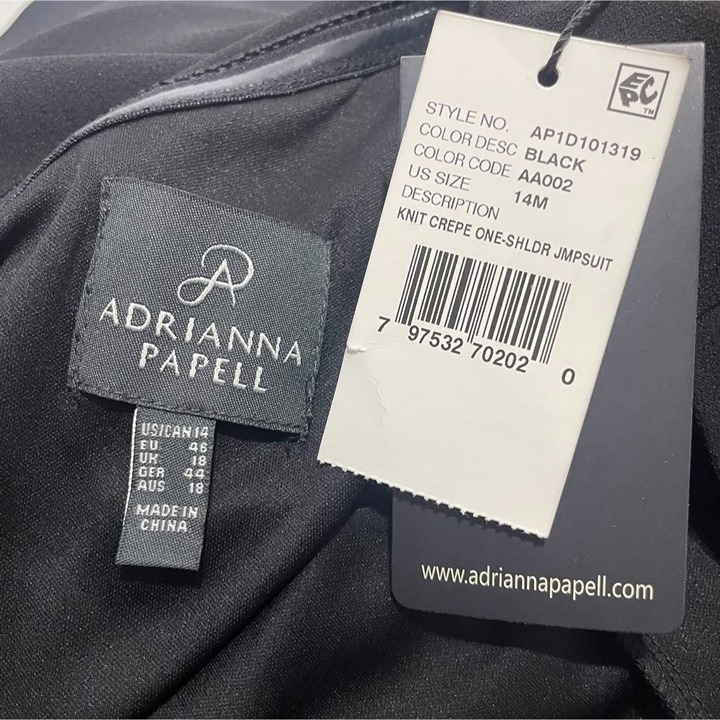 ADRIANNA
PAPELL
US|CAN 14
EU 46
UK 18
GER 44
AUS 18
MADE IN
CHINA
EPC™
STYLE NO. AP1D101319
COLOR DESC BLACK
COLOR CODE AA002
US SIZE 14M
DESCRIPTION
KNIT CREPE ONE-SHLDR JMPSUIT
7 97532 70202 0
www.adriannapapell.com